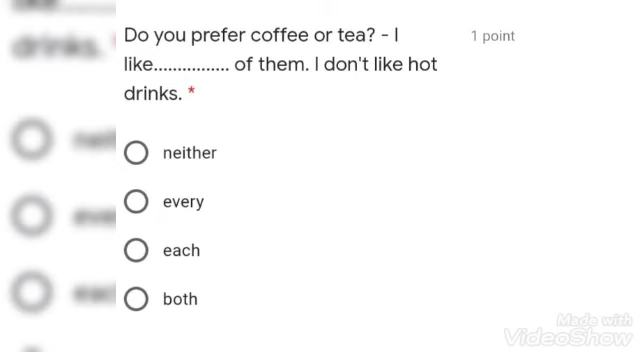 Do you prefer coffee or tea? - I 1 point
like................ of them. I don't like hot
drinks. *
neither
every
each
both
Made with
VideoShow